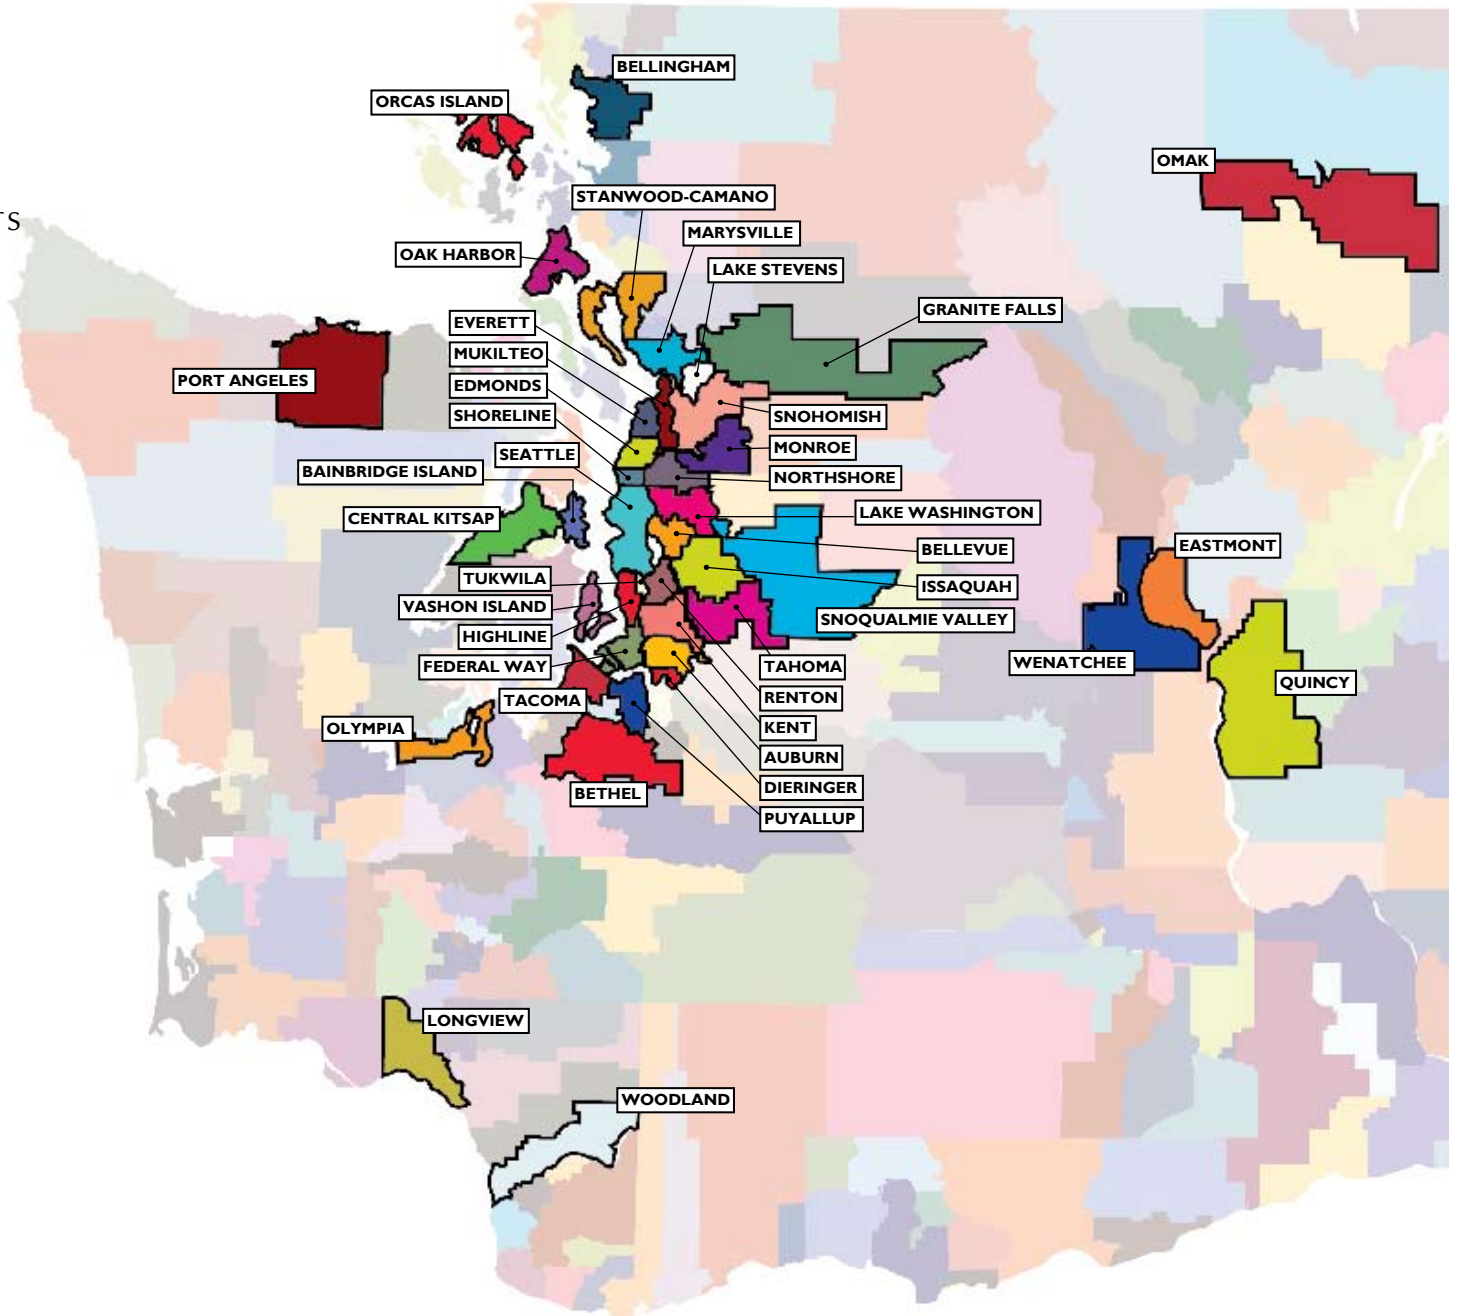 BELLINGHAM
ORCAS ISLAND
OMAK
STANWOOD-CAMANO
TS
MARYSVILLE
OAK HARBOR
LAKE STEVENS
GRANITE FALLS
EVERETT
MUKILTEO
PORT ANGELES
EDMONDS
SHORELINE
SNOHOMISH
MONROE
SEATTLE
BAINBRIDGE ISLAND
NORTHSHORE
LAKE WASHINGTON
CENTRAL KITSAP
EASTMONT
BELLEVUE
TUKWILA
ISSAQUAH
VASHON ISLAND
SNOQUALMIE VALLEY
HIGHLINE
WENATCHEE
FEDERAL WAY
TAHOMA
QUINCY
RENTON
TACOMA
OLYMPIA
KENT
AUBURN
DIERINGER
BETHEL
PUYALLUP
LONGVIEW
WOODLAND